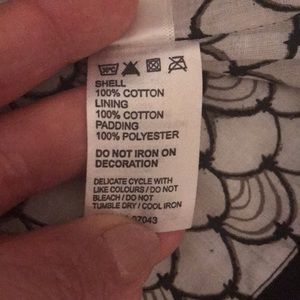 SHELL
100% COTTON
LINING
100% COTTON
PADDING
100% POLYESTER
DO NOT IRON ON
DECORATION
DELICATE CYCLE WITH
LIKE COLOURS / DO NOT
BLEACH / DO NOT
TUMBLE DRY / COOL IRON
07043